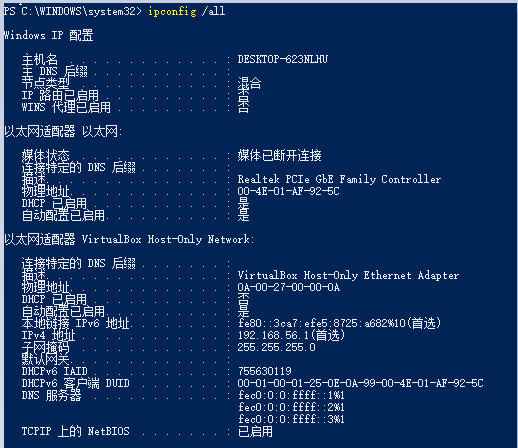 PS C:\WINDOWS\system32> ipconfig /all
Windows IP 配置
主机名 . . . . . . . . . . . . . : DESKTOP-623NLHU
主 DNS 后缀 . . . . . . . . . . . :
节点类型 . . . . . . . . . . . . : 混合
IP 路由已启用 . . . . . . . . . . : 否
WINS 代理已启用 . . . . . . . . . : 否
以太网适配器 以太网:
媒体状态 . . . . . . . . . . . . : 媒体已断开连接
连接特定的 DNS 后缀 . . . . . . . :
描述. . . . . . . . . . . . . . . : Realtek PCIe GbE Family Controller
物理地址. . . . . . . . . . . . . : 00-4E-01-AF-92-5C
DHCP 已启用 . . . . . . . . . . . : 是
自动配置已启用. . . . . . . . . . : 是
以太网适配器 VirtualBox Host-Only Network:
连接特定的 DNS 后缀 . . . . . . . :
描述. . . . . . . . . . . . . . . : VirtualBox Host-Only Ethernet Adapter
物理地址. . . . . . . . . . . . . : 0A-00-27-00-00-0A
DHCP 已启用 . . . . . . . . . . . : 否
自动配置已启用. . . . . . . . . . : 是
本地链接 IPv6 地址. . . . . . . . : fe80::3ca7:efe5:8725:a682%10(首选)
IPv4 地址 . . . . . . . . . . . . : 192.168.56.1(首选)
子网掩码 . . . . . . . . . . . . : 255.255.255.0
默认网关. . . . . . . . . . . . . :
DHCPv6 IAID . . . . . . . . . . . : 755630119
DHCPv6 客户端 DUID . . . . . . . : 00-01-00-01-25-0E-0A-99-00-4E-01-AF-92-5C
DNS 服务器 . . . . . . . . . . . : fec0:0:0:ffff::1%1
fec0:0:0:ffff::2%1
fec0:0:0:ffff::3%1
TCPIP 上的 NetBIOS . . . . . . . : 已启用